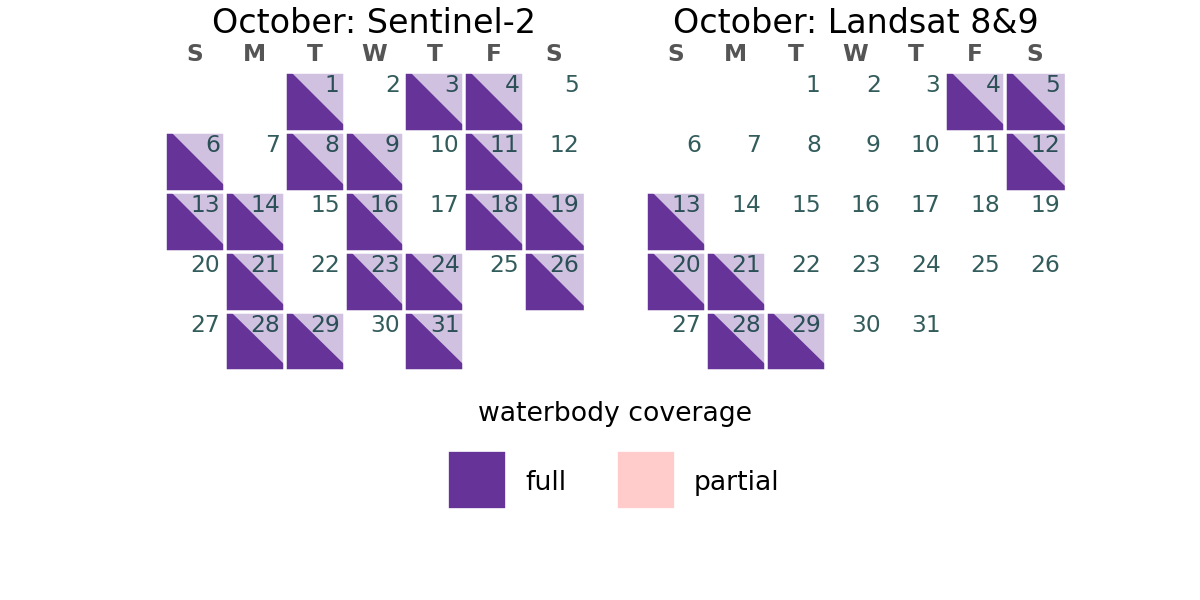 October: Sentinel-2
S M T W T F S
1 2 3 4 5
6 7 8 9 10 11 12
13 14 15 16 17 18 19
20 21 22 23 24 25 26
27 28 29 30 31
October: Landsat 8&9
S M T W T F S
1 2 3 4 5
6 7 8 9 10 11 12
13 14 15 16 17 18 19
20 21 22 23 24 25 26
27 28 29 30 31
waterbody coverage
full partial